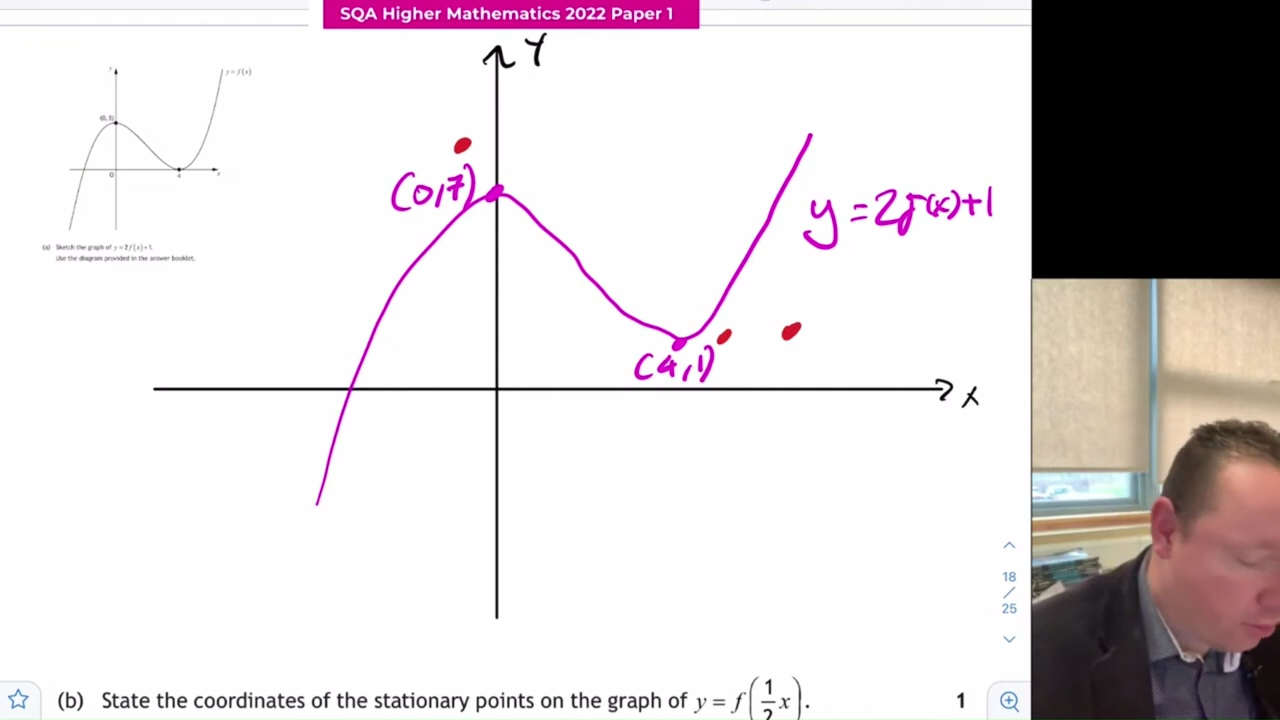 SQA Higher Mathematics 2022 Paper 1
y
y = f(x)
(0, 3)
O
x
(a) Sketch the graph of y = 2f(x)+1.
Use the diagram provided in the answer booklet.
Y
(0,7)
y = 2f(x)+1
(4,1)
X
18
/
25
(b) State the coordinates of the stationary points on the graph of y = f(1/2 x). 1